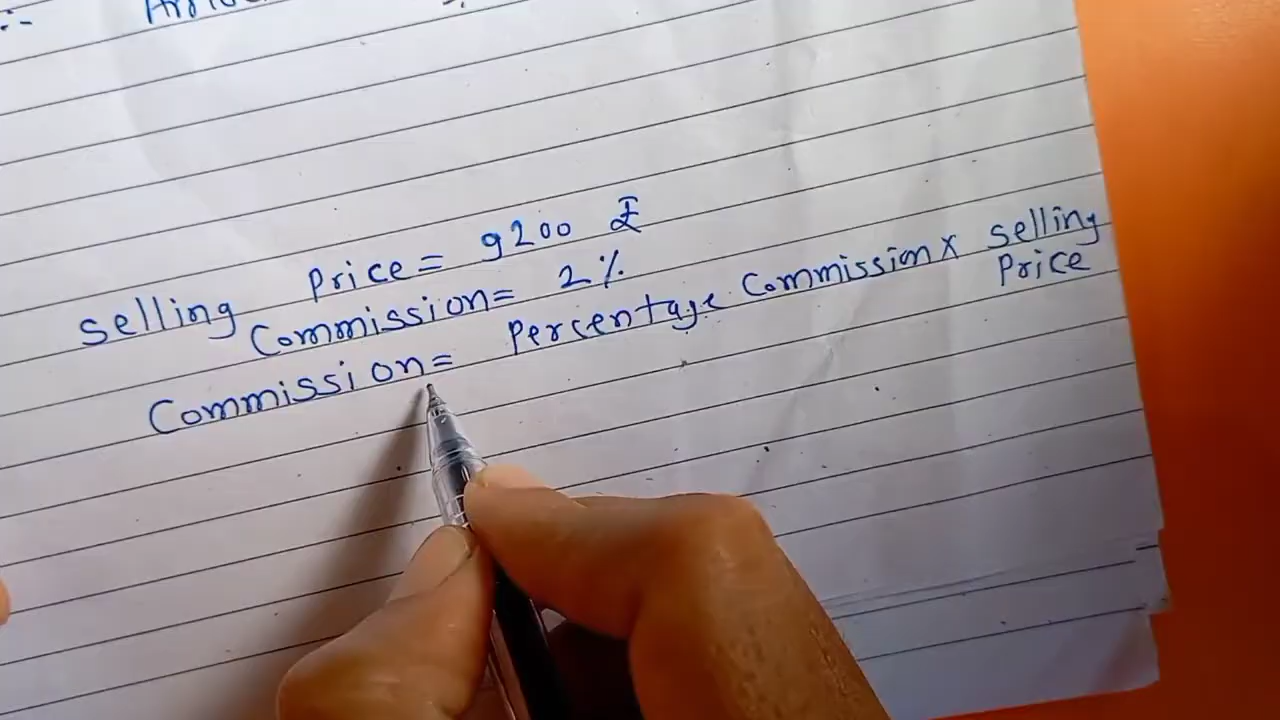 selling Price = 9200 ₹
Commission = 2%
Commission = Percentage Commission x selling Price